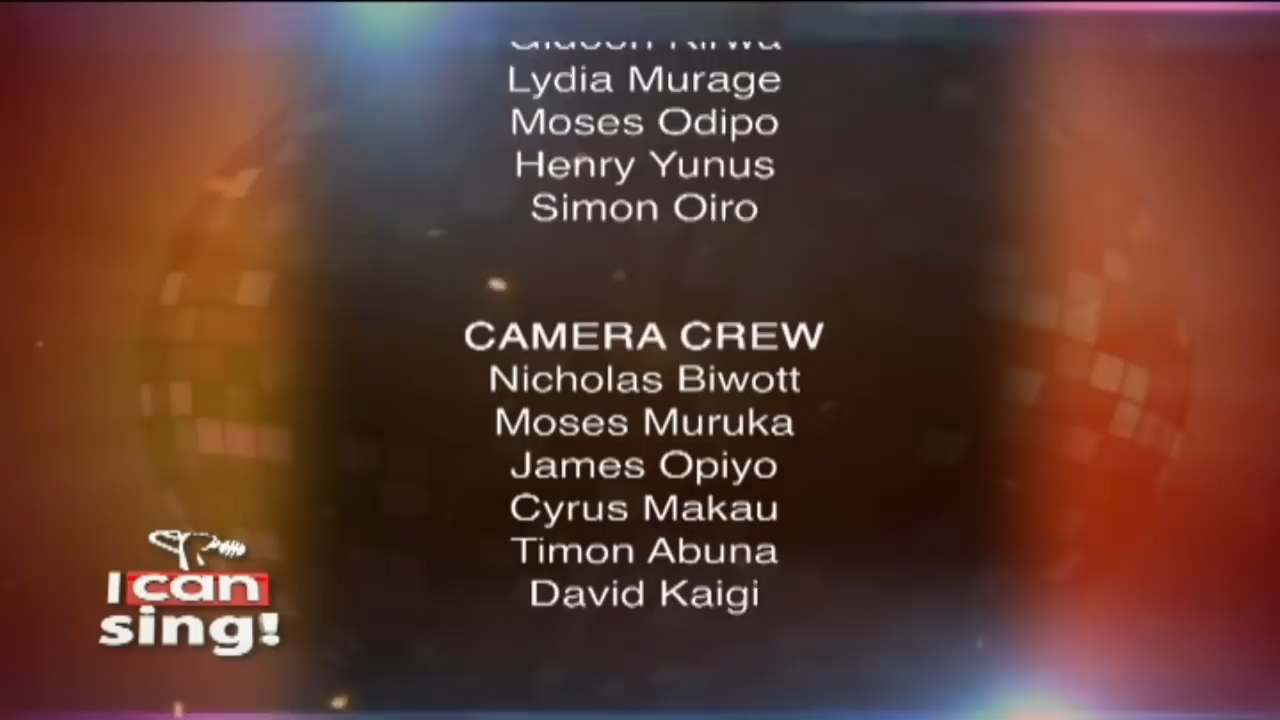 Lydia Murage
Moses Odipo
Henry Yunus
Simon Oiro
CAMERA CREW
Nicholas Biwott
Moses Muruka
James Opiyo
Cyrus Makau
Timon Abuna
David Kaigi
I can
sing!